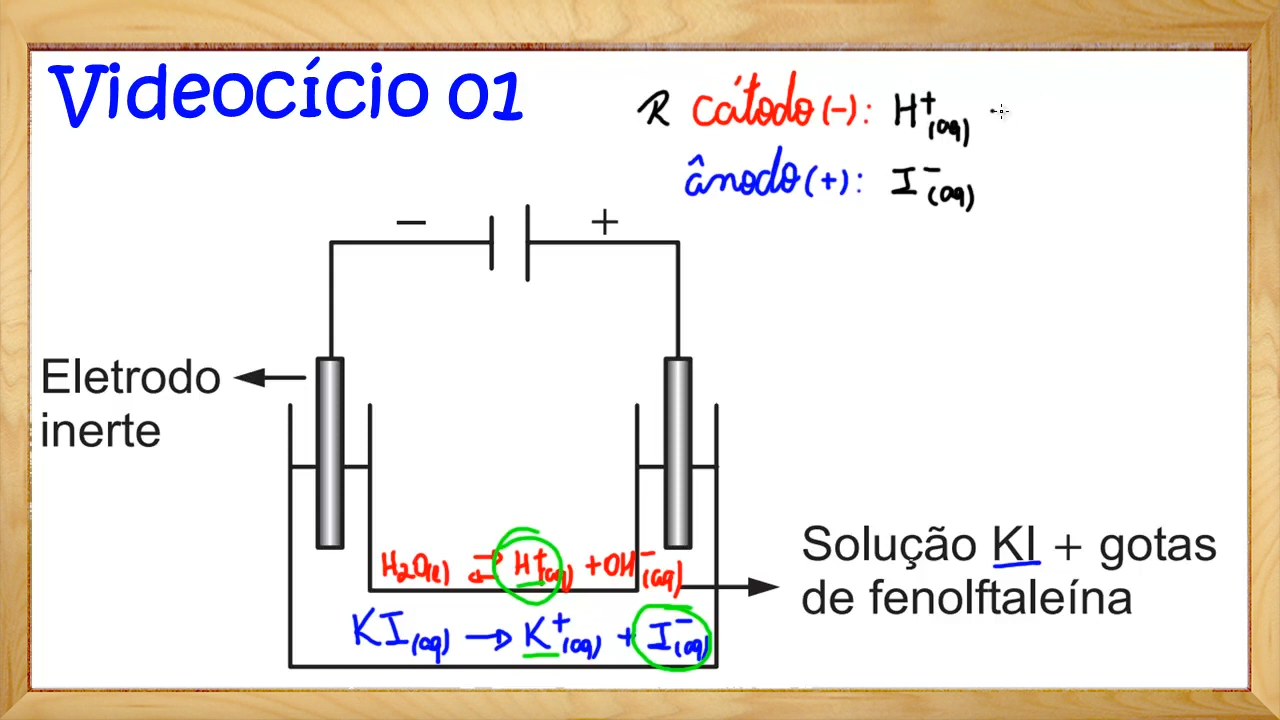 Videocício 01
R cátodo (-): H⁺(aq)
ânodo (+): I⁻(aq)
− +
Eletrodo
inerte
H₂O(l) ⇌ H⁺(aq) + OH⁻(aq)
KI(aq) → K⁺(aq) + I⁻(aq)
Solução KI + gotas
de fenolftaleína